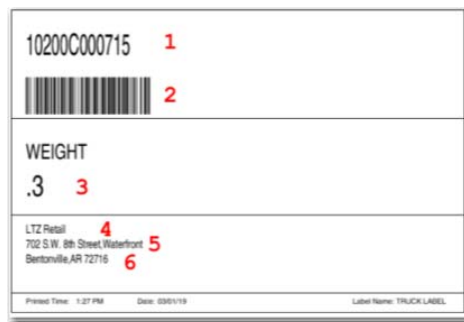 10200C000715 1
2
WEIGHT
.3 3
LTZ Retail 4
702 S.W. 8th Street,Waterfront 5
Bentonville,AR 72716 6
Printed Time: 1:27 PM Date: 03/01/19 Label Name: TRUCK LABEL